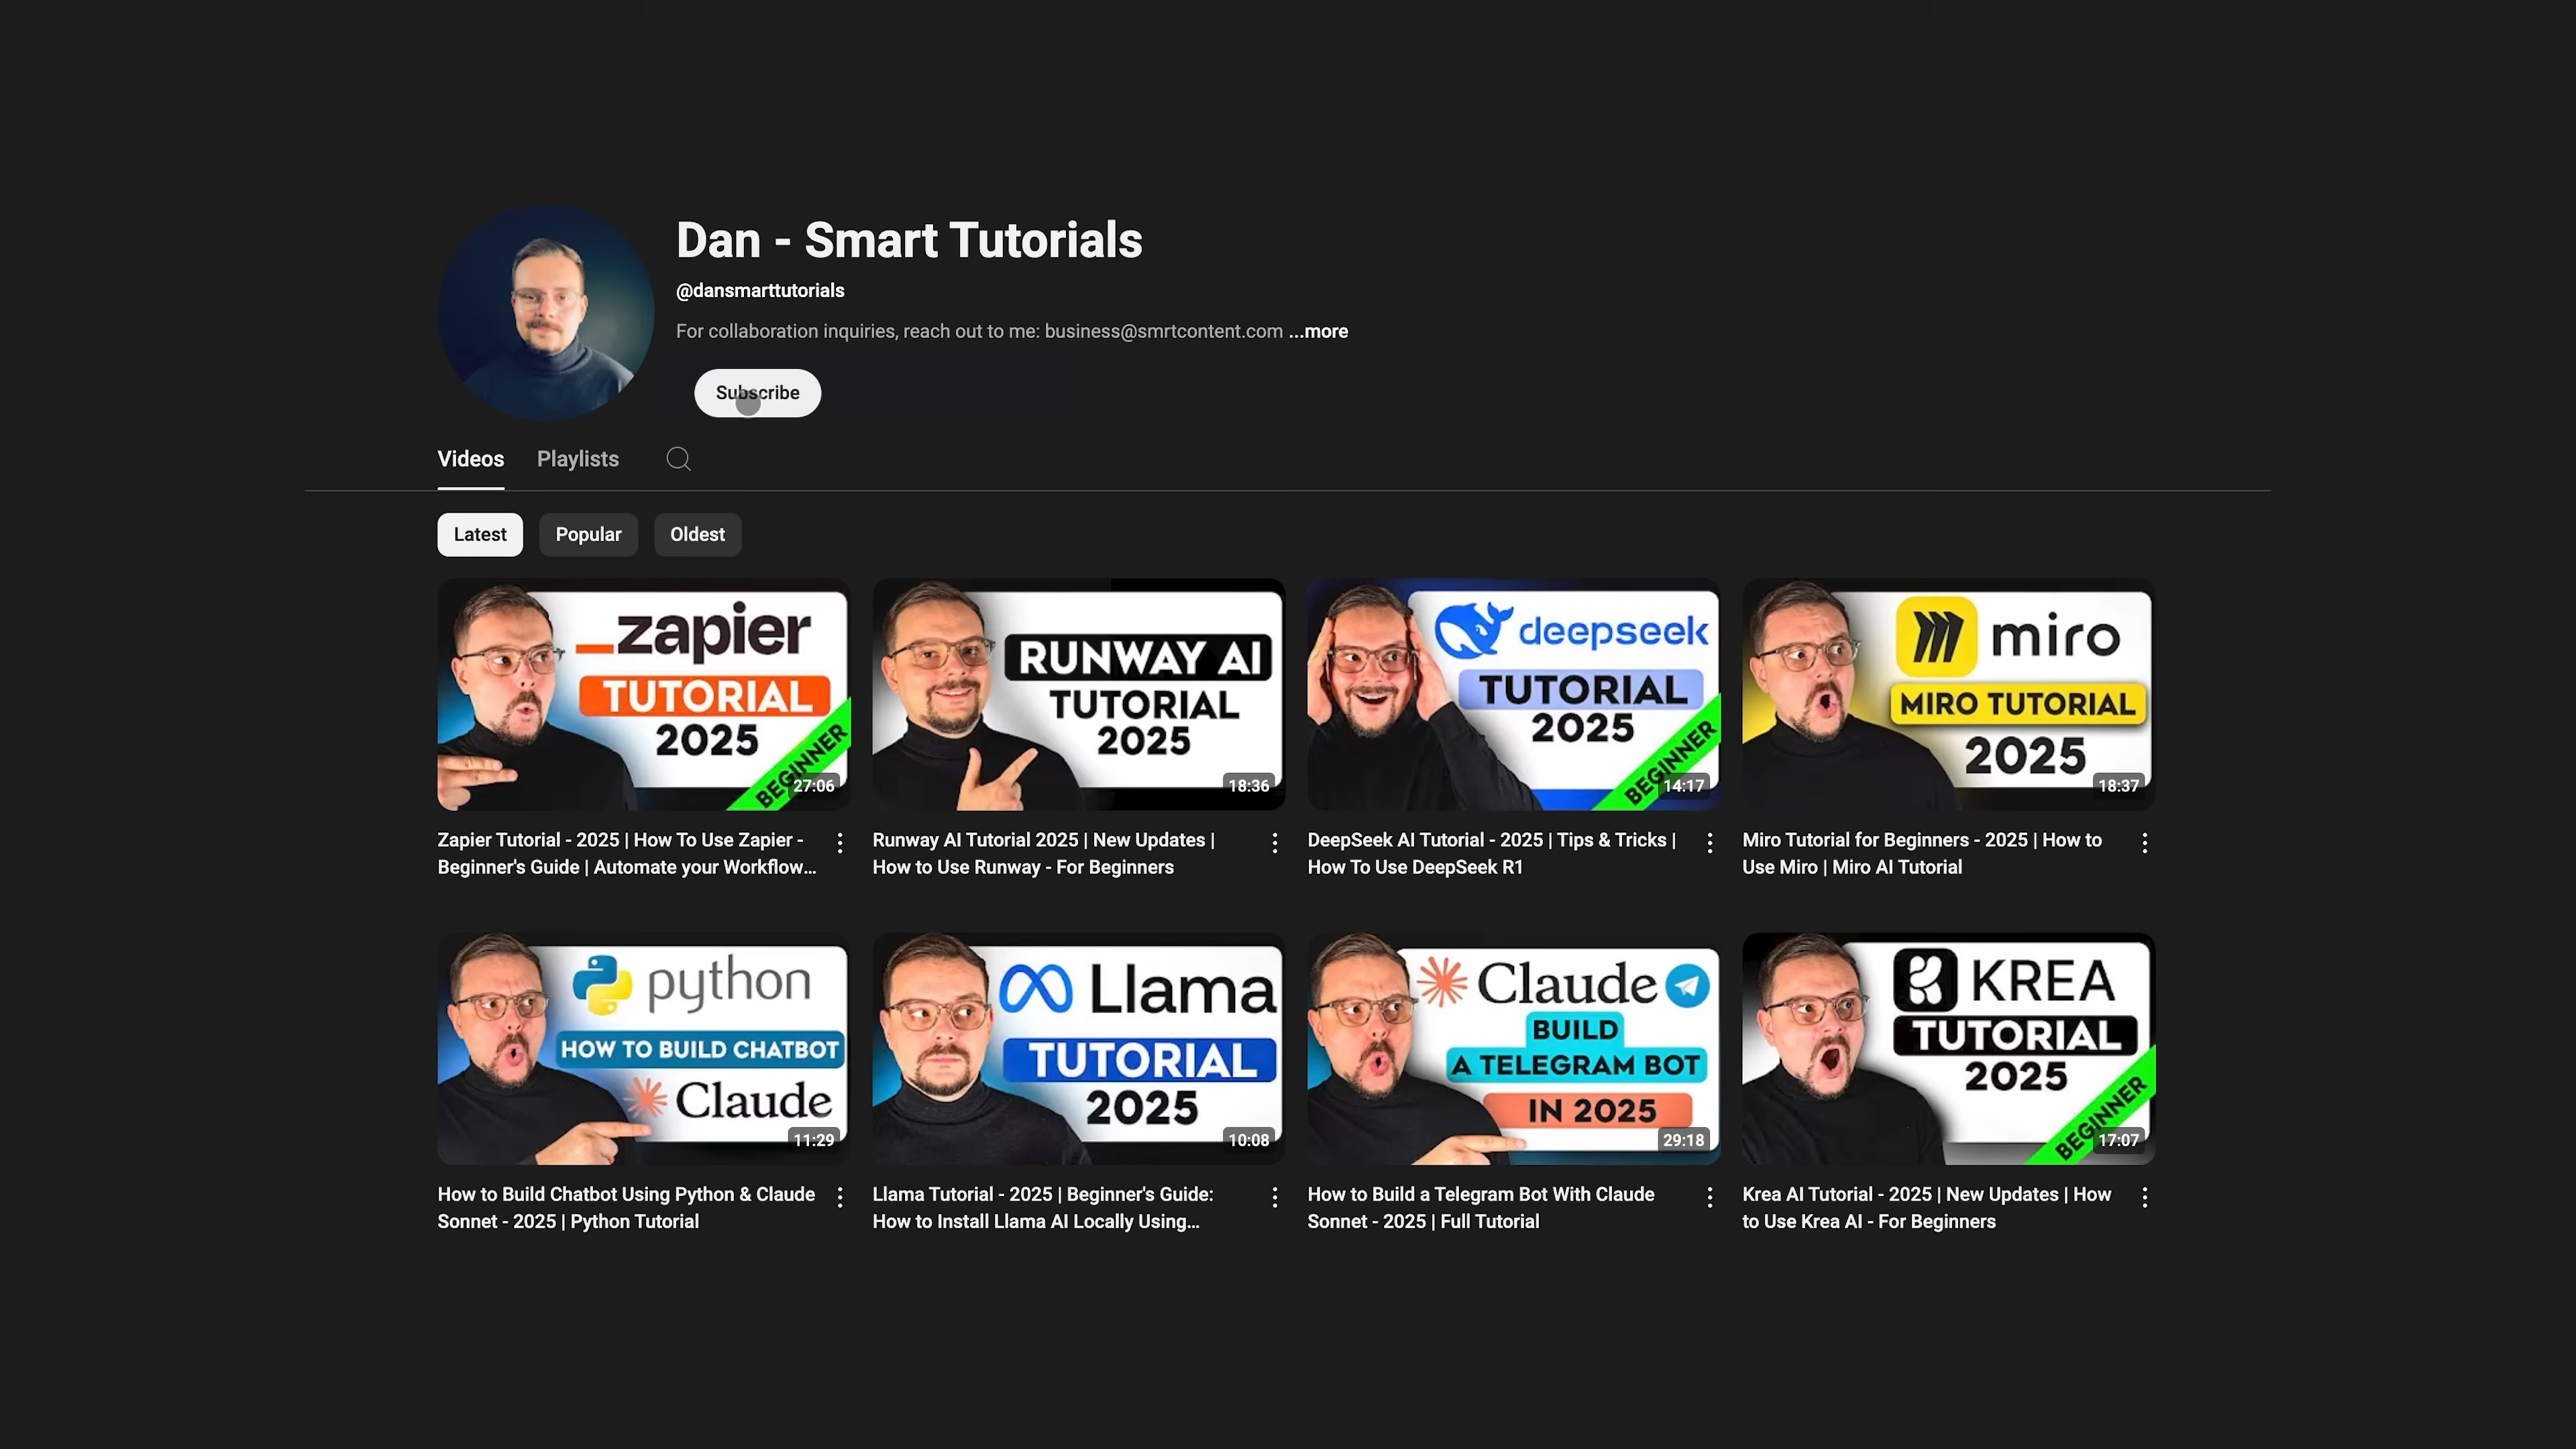 Dan - Smart Tutorials
@dansmarttutorials
For collaboration inquiries, reach out to me: business@smrtcontent.com ...more
Subscribe
Videos
Playlists
Latest
Popular
Oldest
zapier
TUTORIAL
2025
BEGINNER
27:06
RUNWAY AI
TUTORIAL
2025
18:36
deepseek
TUTORIAL
2025
BEGINNER
14:17
miro
MIRO TUTORIAL
2025
18:37
Zapier Tutorial - 2025 | How To Use Zapier -
Beginner's Guide | Automate your Workflow...
Runway AI Tutorial 2025 | New Updates |
How to Use Runway - For Beginners
DeepSeek AI Tutorial - 2025 | Tips & Tricks |
How To Use DeepSeek R1
Miro Tutorial for Beginners - 2025 | How to
Use Miro | Miro AI Tutorial
python
HOW TO BUILD CHATBOT
Claude
11:29
Llama
TUTORIAL
2025
10:08
Claude
BUILD
A TELEGRAM BOT
IN 2025
29:18
KREA
TUTORIAL
2025
BEGINNER
17:07
How to Build Chatbot Using Python & Claude
Sonnet - 2025 | Python Tutorial
Llama Tutorial - 2025 | Beginner's Guide:
How to Install Llama AI Locally Using...
How to Build a Telegram Bot With Claude
Sonnet - 2025 | Full Tutorial
Krea AI Tutorial - 2025 | New Updates | How
to Use Krea AI - For Beginners